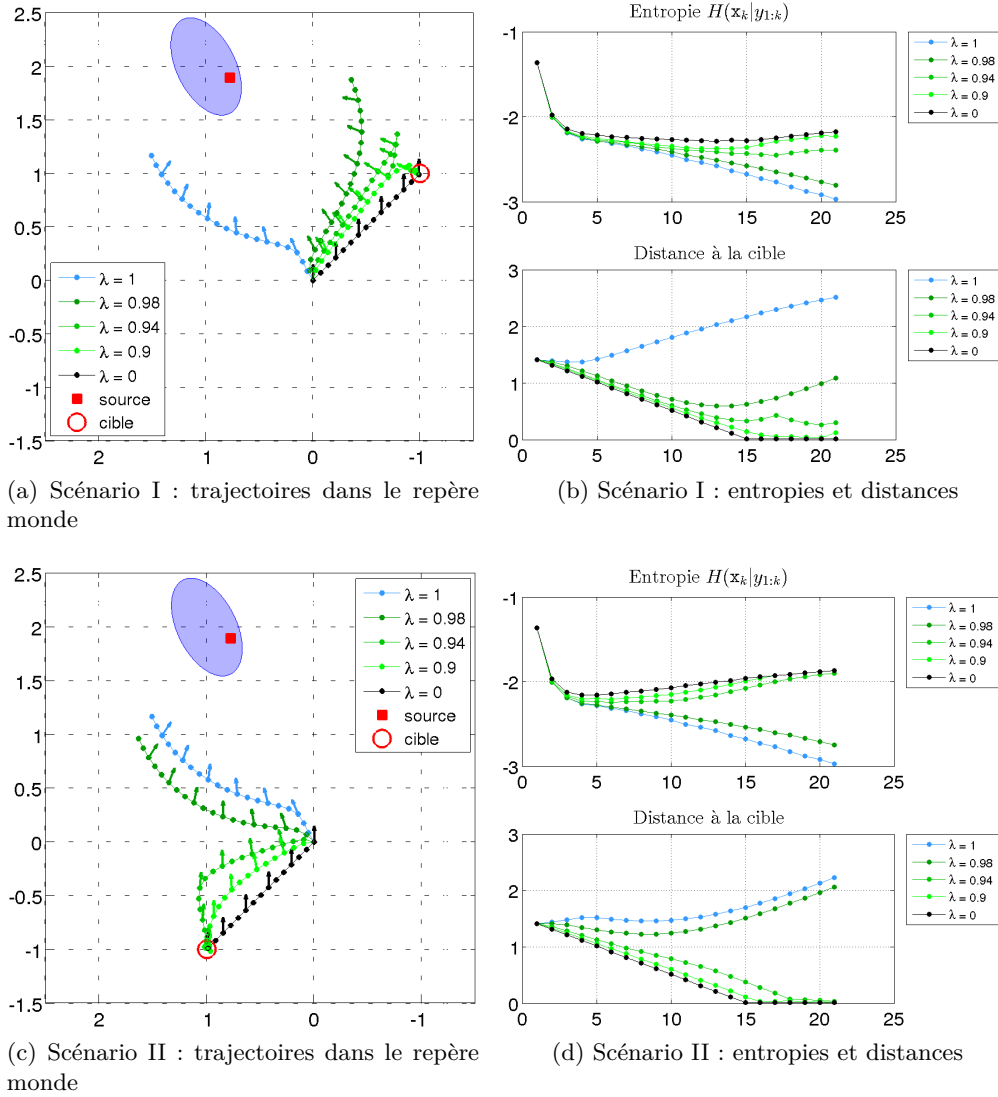 2.5
2
1.5
1
0.5
0
-0.5
-1
-1.5
2
1
0
-1
λ = 1
λ = 0.98
λ = 0.94
λ = 0.9
λ = 0
source
cible
(a) Scénario I : trajectoires dans le repère
monde
Entropie H(x_k|y_{1:k})
-1
-2
-3
0
5
10
15
20
25
λ = 1
λ = 0.98
λ = 0.94
λ = 0.9
λ = 0
Distance à la cible
3
2
1
0
0
5
10
15
20
25
λ = 1
λ = 0.98
λ = 0.94
λ = 0.9
λ = 0
(b) Scénario I : entropies et distances
2.5
2
1.5
1
0.5
0
-0.5
-1
-1.5
2
1
0
-1
λ = 1
λ = 0.98
λ = 0.94
λ = 0.9
λ = 0
source
cible
(c) Scénario II : trajectoires dans le repère
monde
Entropie H(x_k|y_{1:k})
-1
-2
-3
0
5
10
15
20
25
λ = 1
λ = 0.98
λ = 0.94
λ = 0.9
λ = 0
Distance à la cible
3
2
1
0
0
5
10
15
20
25
λ = 1
λ = 0.98
λ = 0.94
λ = 0.9
λ = 0
(d) Scénario II : entropies et distances